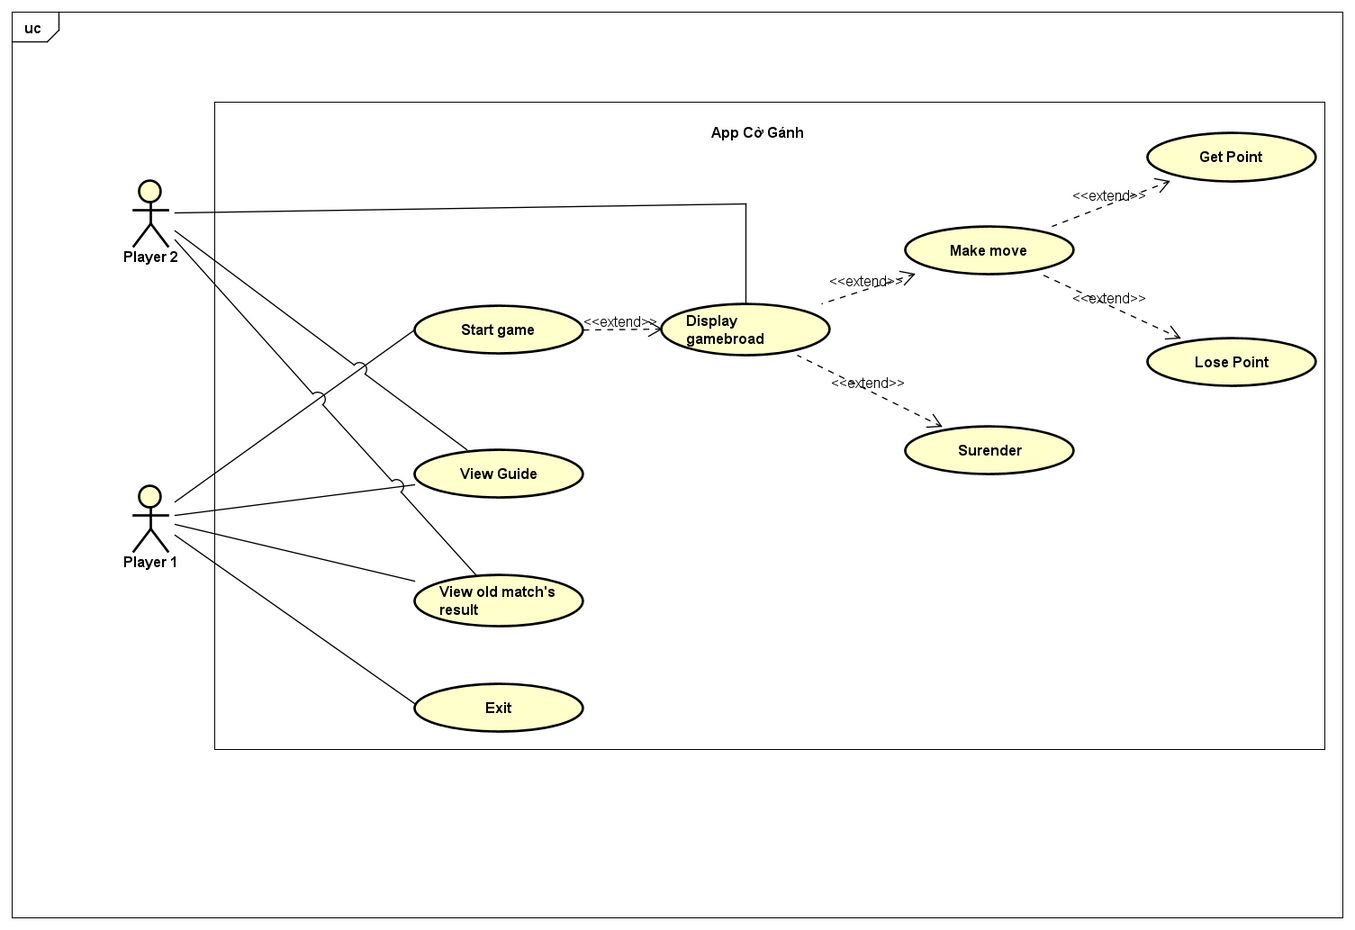 uc
App Cờ Gánh
Get Point
<<extend>>
Make move
Player 2
<<extend>>
<<extend>>
Start game
<<extend>>
Display
gamebroad
Lose Point
<<extend>>
Surender
View Guide
Player 1
View old match's
result
Exit